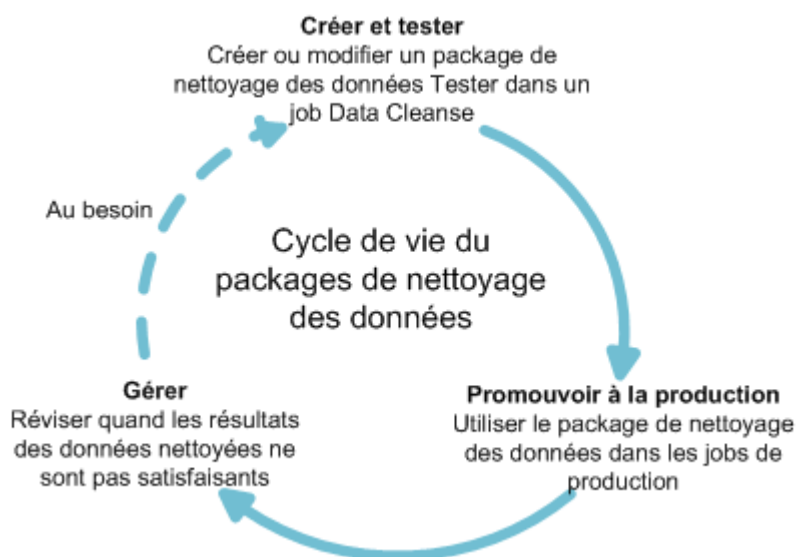 Créer et tester
Créer ou modifier un package de
nettoyage des données Tester dans un
job Data Cleanse
Au besoin
Cycle de vie du
packages de nettoyage
des données
Gérer
Réviser quand les résultats
des données nettoyées ne
sont pas satisfaisants
Promouvoir à la production
Utiliser le package de nettoyage
des données dans les jobs de
production